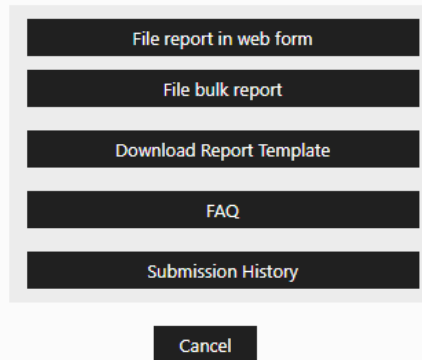 File report in web form
File bulk report
Download Report Template
FAQ
Submission History
Cancel